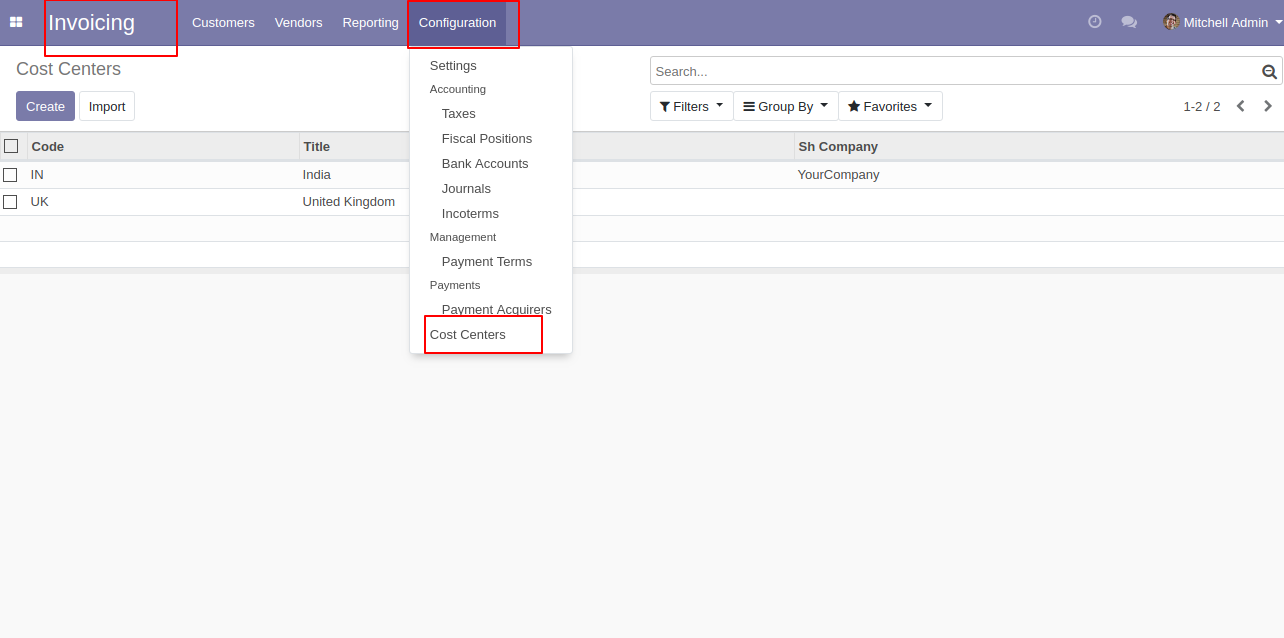 Invoicing Customers Vendors Reporting Configuration Mitchell Admin
Cost Centers
Search...
Create Import
Filters Group By Favorites 1-2 / 2
Settings
Accounting
Taxes
Fiscal Positions
Bank Accounts
Journals
Incoterms
Management
Payment Terms
Payments
Payment Acquirers
Cost Centers
Code Title Sh Company
IN India YourCompany
UK United Kingdom